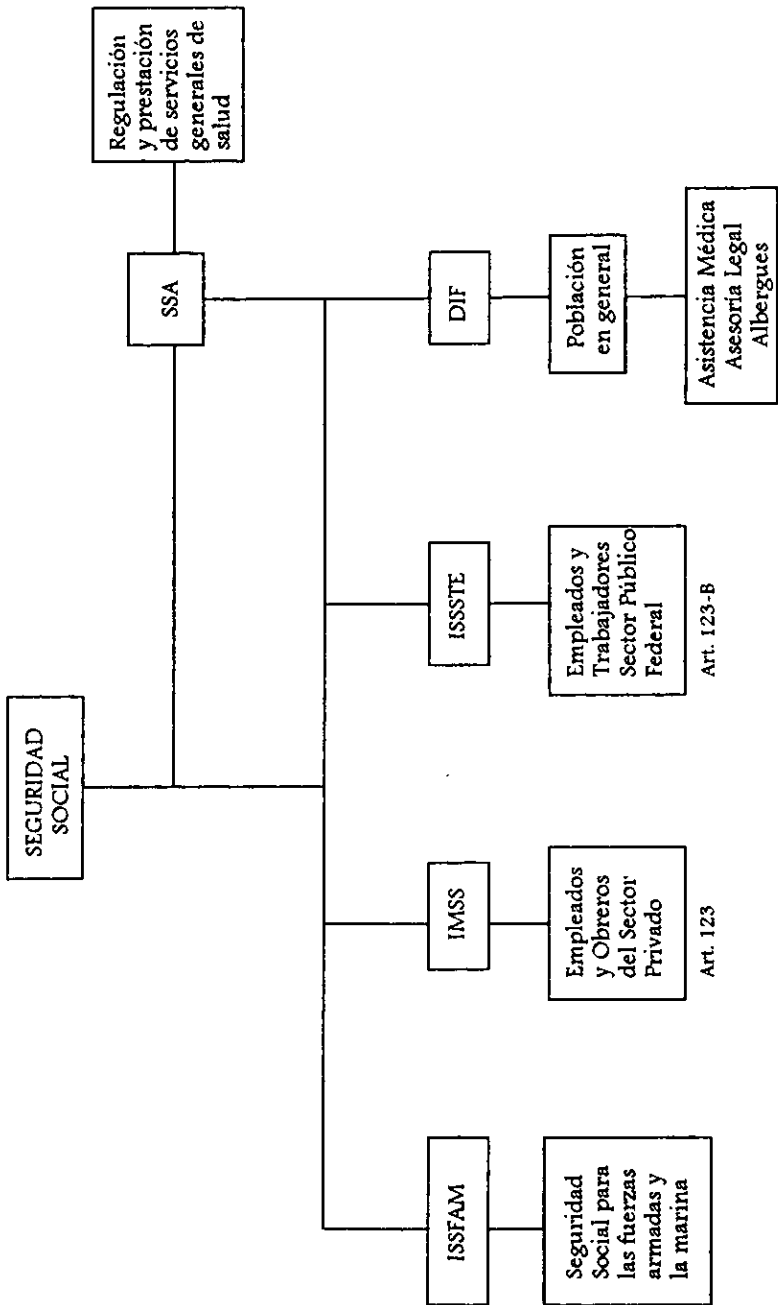 SEGURIDAD
SOCIAL
SSA
Regulación
y prestación
de servicios
generales de
salud
ISSFAM
IMSS
ISSSTE
DIF
Seguridad
Social para
las fuerzas
armadas y
la marina
Empleados
y Obreros
del Sector
Privado
Empleados y
Trabajadores
Sector Público
Federal
Población
en general
Art. 123
Art. 123-B
Asistencia Médica
Asesoría Legal
Albergues